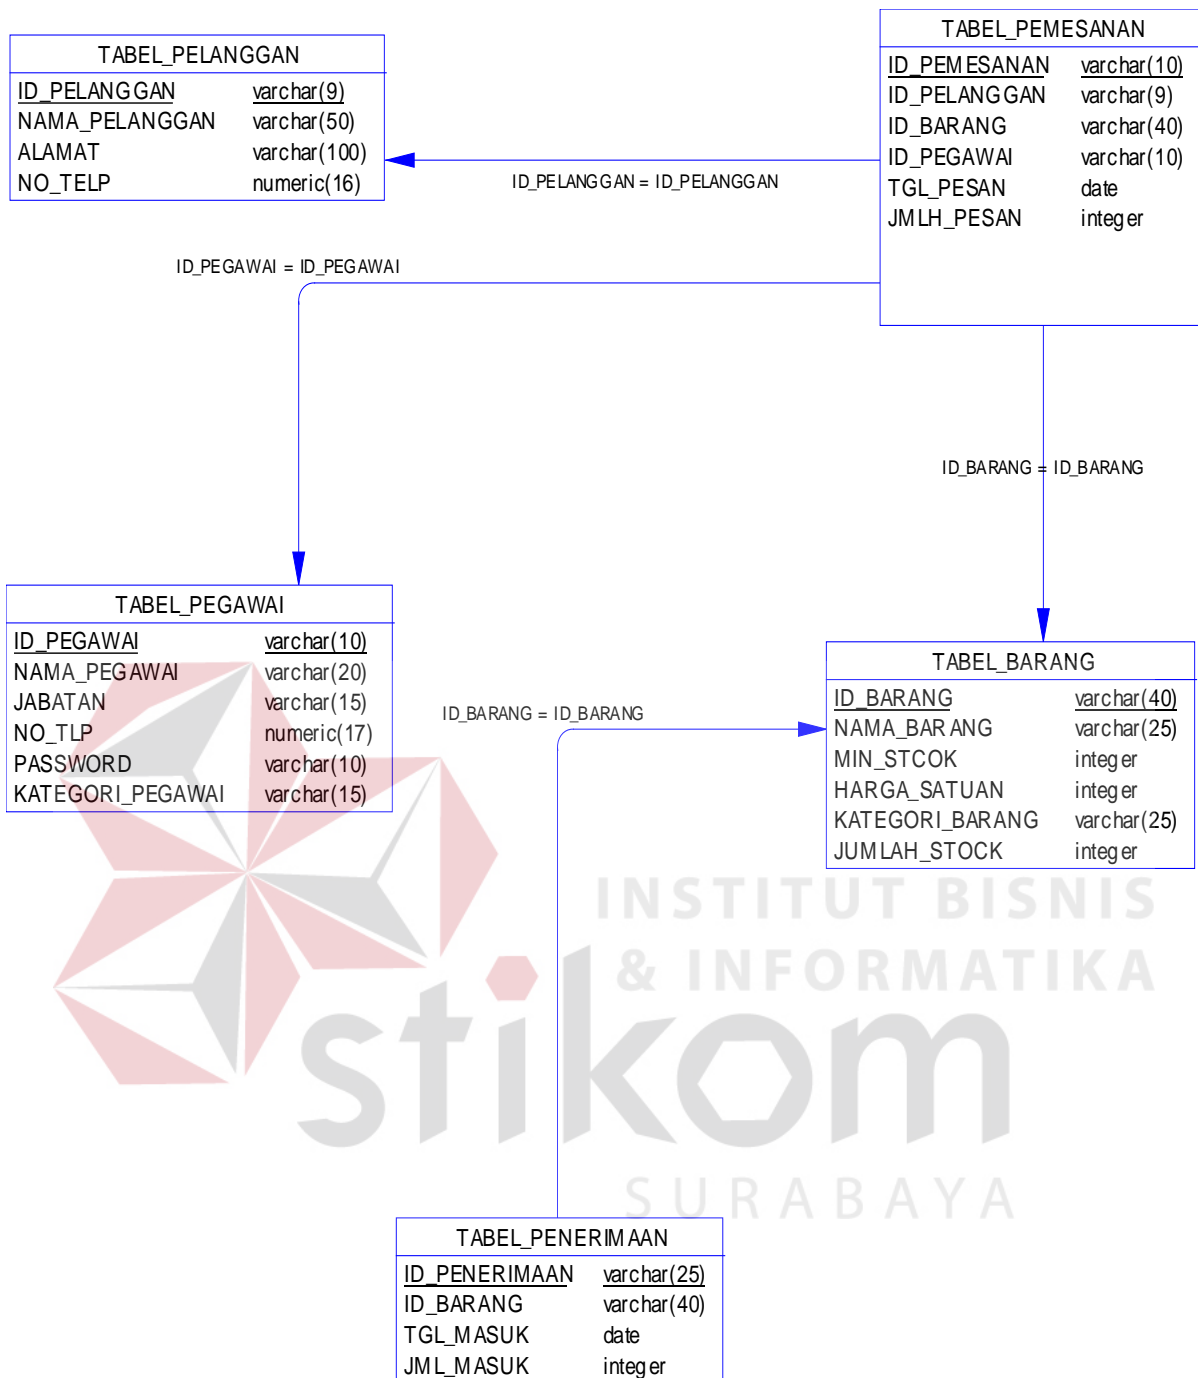 TABEL_PELANGGAN
ID_PELANGGAN varchar(9)
NAMA_PELANGGAN varchar(50)
ALAMAT varchar(100)
NO_TELP numeric(16)
TABEL_PEMESANAN
ID_PEMESANAN varchar(10)
ID_PELANGGAN varchar(9)
ID_BARANG varchar(40)
ID_PEGAWAI varchar(10)
TGL_PESAN date
JMLH_PESAN integer
ID_PELANGGAN = ID_PELANGGAN
ID_PEGAWAI = ID_PEGAWAI
ID_BARANG = ID_BARANG
TABEL_PEGAWAI
ID_PEGAWAI varchar(10)
NAMA_PEGAWAI varchar(20)
JABATAN varchar(15)
NO_TLP numeric(17)
PASSWORD varchar(10)
KATEGORI_PEGAWAI varchar(15)
ID_BARANG = ID_BARANG
TABEL_BARANG
ID_BARANG varchar(40)
NAMA_BARANG varchar(25)
MIN_STCOK integer
HARGA_SATUAN integer
KATEGORI_BARANG varchar(25)
JUMLAH_STOCK integer
INSTITUT BISNIS
& INFORMATIKA
stikom
SURABAYA
TABEL_PENERIMAAN
ID_PENERIMAAN varchar(25)
ID_BARANG varchar(40)
TGL_MASUK date
JML_MASUK integer